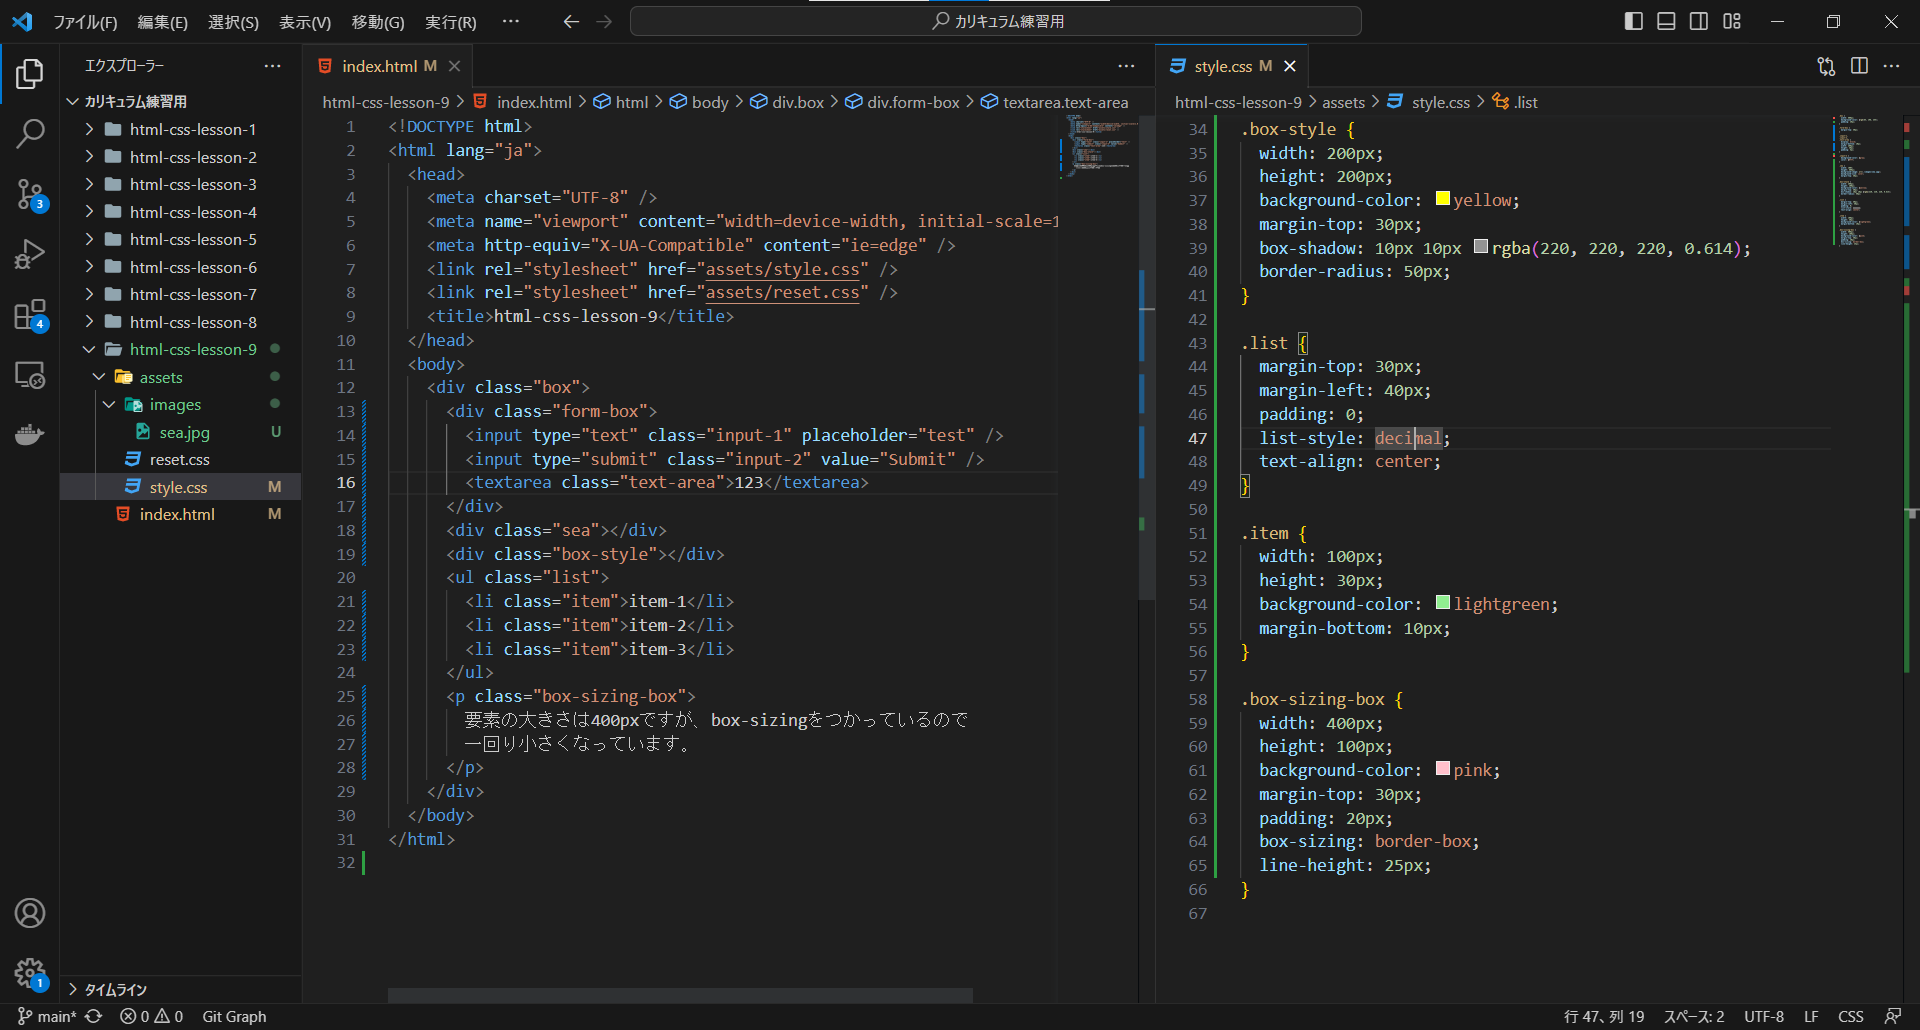 ファイル(F) 編集(E) 選択(S) 表示(V) 移動(G) 実行(R) ··· カリキュラム練習用
エクスプローラー ···
カリキュラム練習用
html-css-lesson-1
html-css-lesson-2
html-css-lesson-3
html-css-lesson-4
html-css-lesson-5
html-css-lesson-6
html-css-lesson-7
html-css-lesson-8
html-css-lesson-9
assets
images
sea.jpg U
reset.css
style.css M
index.html M
タイムライン
3
4
1
index.html M
html-css-lesson-9 > index.html > html > body > div.box > div.form-box > textarea.text-area
1 <!DOCTYPE html>
2 <html lang="ja">
3 <head>
4 <meta charset="UTF-8" />
5 <meta name="viewport" content="width=device-width, initial-scale=1
6 <meta http-equiv="X-UA-Compatible" content="ie=edge" />
7 <link rel="stylesheet" href="assets/style.css" />
8 <link rel="stylesheet" href="assets/reset.css" />
9 <title>html-css-lesson-9</title>
10 </head>
11 <body>
12 <div class="box">
13 <div class="form-box">
14 <input type="text" class="input-1" placeholder="test" />
15 <input type="submit" class="input-2" value="Submit" />
16 <textarea class="text-area">123</textarea>
17 </div>
18 <div class="sea"></div>
19 <div class="box-style"></div>
20 <ul class="list">
21 <li class="item">item-1</li>
22 <li class="item">item-2</li>
23 <li class="item">item-3</li>
24 </ul>
25 <p class="box-sizing-box">
26 要素の大きさは400pxですが、box-sizingをつかっているので
27 一回り小さくなっています。
28 </p>
29 </div>
30 </body>
31 </html>
32
style.css M
html-css-lesson-9 > assets > style.css > .list
34 .box-style {
35 width: 200px;
36 height: 200px;
37 background-color: yellow;
38 margin-top: 30px;
39 box-shadow: 10px 10px rgba(220, 220, 220, 0.614);
40 border-radius: 50px;
41 }
42
43 .list {
44 margin-top: 30px;
45 margin-left: 40px;
46 padding: 0;
47 list-style: decimal;
48 text-align: center;
49 }
50
51 .item {
52 width: 100px;
53 height: 30px;
54 background-color: lightgreen;
55 margin-bottom: 10px;
56 }
57
58 .box-sizing-box {
59 width: 400px;
60 height: 100px;
61 background-color: pink;
62 margin-top: 30px;
63 padding: 20px;
64 box-sizing: border-box;
65 line-height: 25px;
66 }
67
main* 0 0 Git Graph 行 47、列 19 スペース: 2 UTF-8 LF CSS